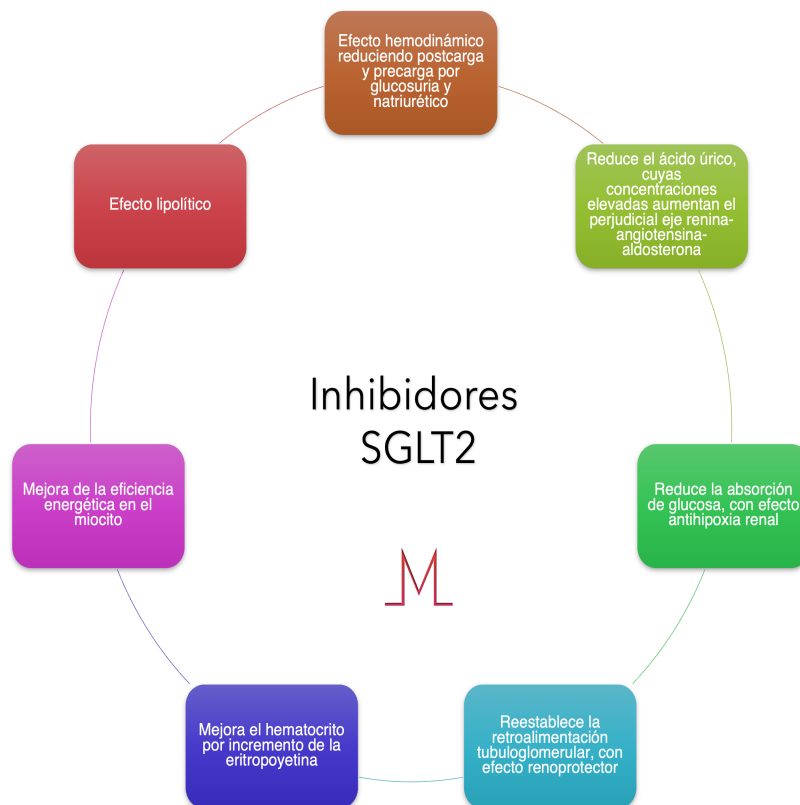 Efecto hemodinámico
reduciendo postcarga
y precarga por
glucosuria y
natriurético
Reduce el ácido úrico,
cuyas
concentraciones
elevadas aumentan el
perjudicial eje renina-
angiotensina-
aldosterona
Reduce la absorción
de glucosa, con efecto
antihipoxia renal
Reestablece la
retroalimentación
tubuloglomerular, con
efecto renoprotector
Mejora el hematocrito
por incremento de la
eritropoyetina
Mejora de la eficiencia
energética en el
miocito
Efecto lipolítico
Inhibidores
SGLT2
M